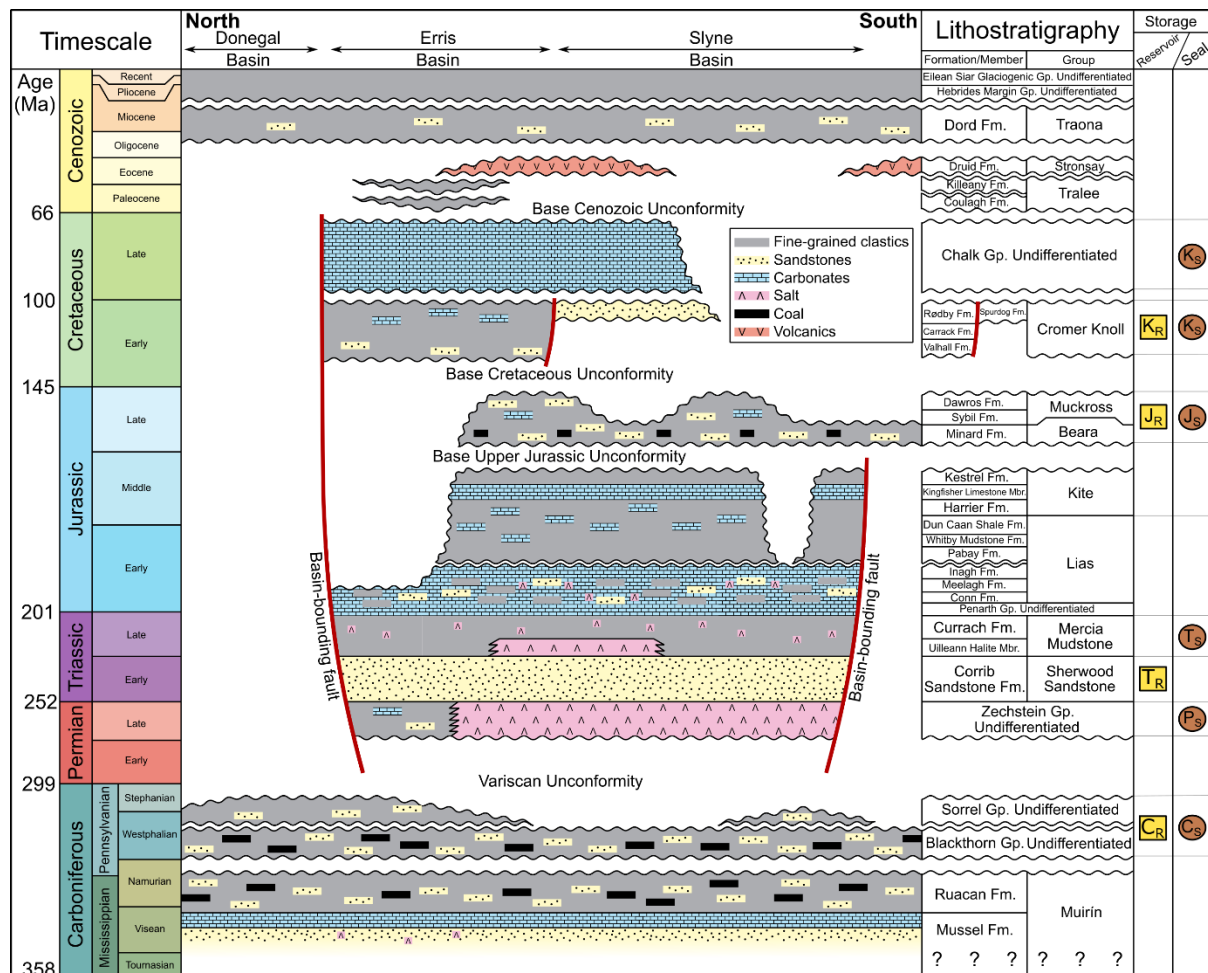 North
South
Timescale
Donegal
Basin
Erris
Basin
Slyne
Basin
Lithostratigraphy
Formation/Member
Group
Storage
Reservoir
Seal
Age
(Ma)
Cenozoic
Recent
Pliocene
Miocene
Oligocene
Eocene
Paleocene
66
Cretaceous
Late
100
Early
145
Jurassic
Late
Middle
Early
201
Triassic
Late
Early
252
Permian
Late
Early
299
Carboniferous
Pennsylvanian
Mississippian
Stephanian
Westphalian
Namurian
Visean
Tournasian
358
Base Cenozoic Unconformity
Fine-grained clastics
Sandstones
Carbonates
Salt
Coal
Volcanics
Base Cretaceous Unconformity
Base Upper Jurassic Unconformity
Basin-bounding fault
Basin-bounding fault
Variscan Unconformity
Eilean Siar Glaciogenic Gp. Undifferentiated
Hebrides Margin Gp. Undifferentiated
Dord Fm.
Traona
Druid Fm.
Stronsay
Killeany Fm.
Coulagh Fm.
Tralee
Chalk Gp. Undifferentiated
KS
Rødby Fm.
Spurdog Fm.
Carrack Fm.
Valhall Fm.
Cromer Knoll
KR
KS
Dawros Fm.
Sybil Fm.
Minard Fm.
Muckross
Beara
JR
JS
Kestrel Fm.
Kingfisher Limestone Mbr.
Harrier Fm.
Kite
Dun Caan Shale Fm.
Whitby Mudstone Fm.
Pabay Fm.
Inagh Fm.
Meelagh Fm.
Conn Fm.
Lias
Penarth Gp. Undifferentiated
Currach Fm.
Uilleann Halite Mbr.
Mercia
Mudstone
TS
Corrib
Sandstone Fm.
Sherwood
Sandstone
TR
Zechstein Gp.
Undifferentiated
PS
Sorrel Gp. Undifferentiated
Blackthorn Gp. Undifferentiated
CR
CS
Ruacan Fm.
Mussel Fm.
Muirín
? ? ? ? ?